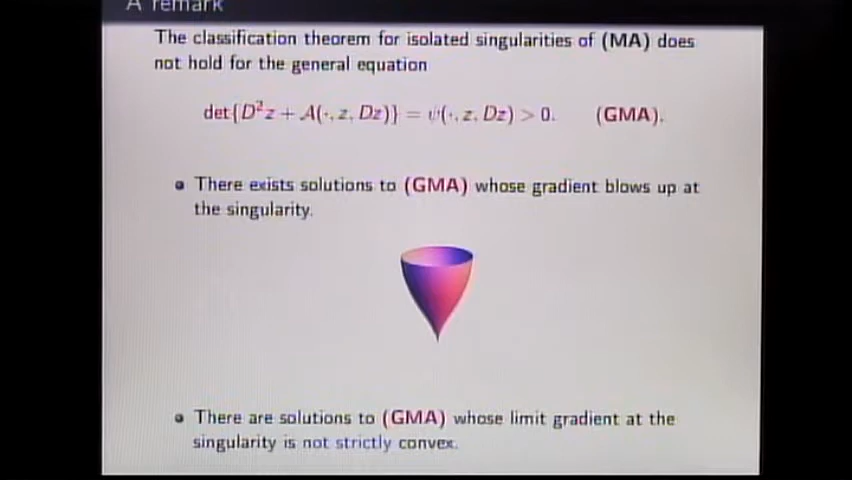 A remark
The classification theorem for isolated singularities of (MA) does
not hold for the general equation
det{D²z + A(·, z, Dz)} = ψ(·, z, Dz) > 0. (GMA).
• There exists solutions to (GMA) whose gradient blows up at
the singularity.
• There are solutions to (GMA) whose limit gradient at the
singularity is not strictly convex.